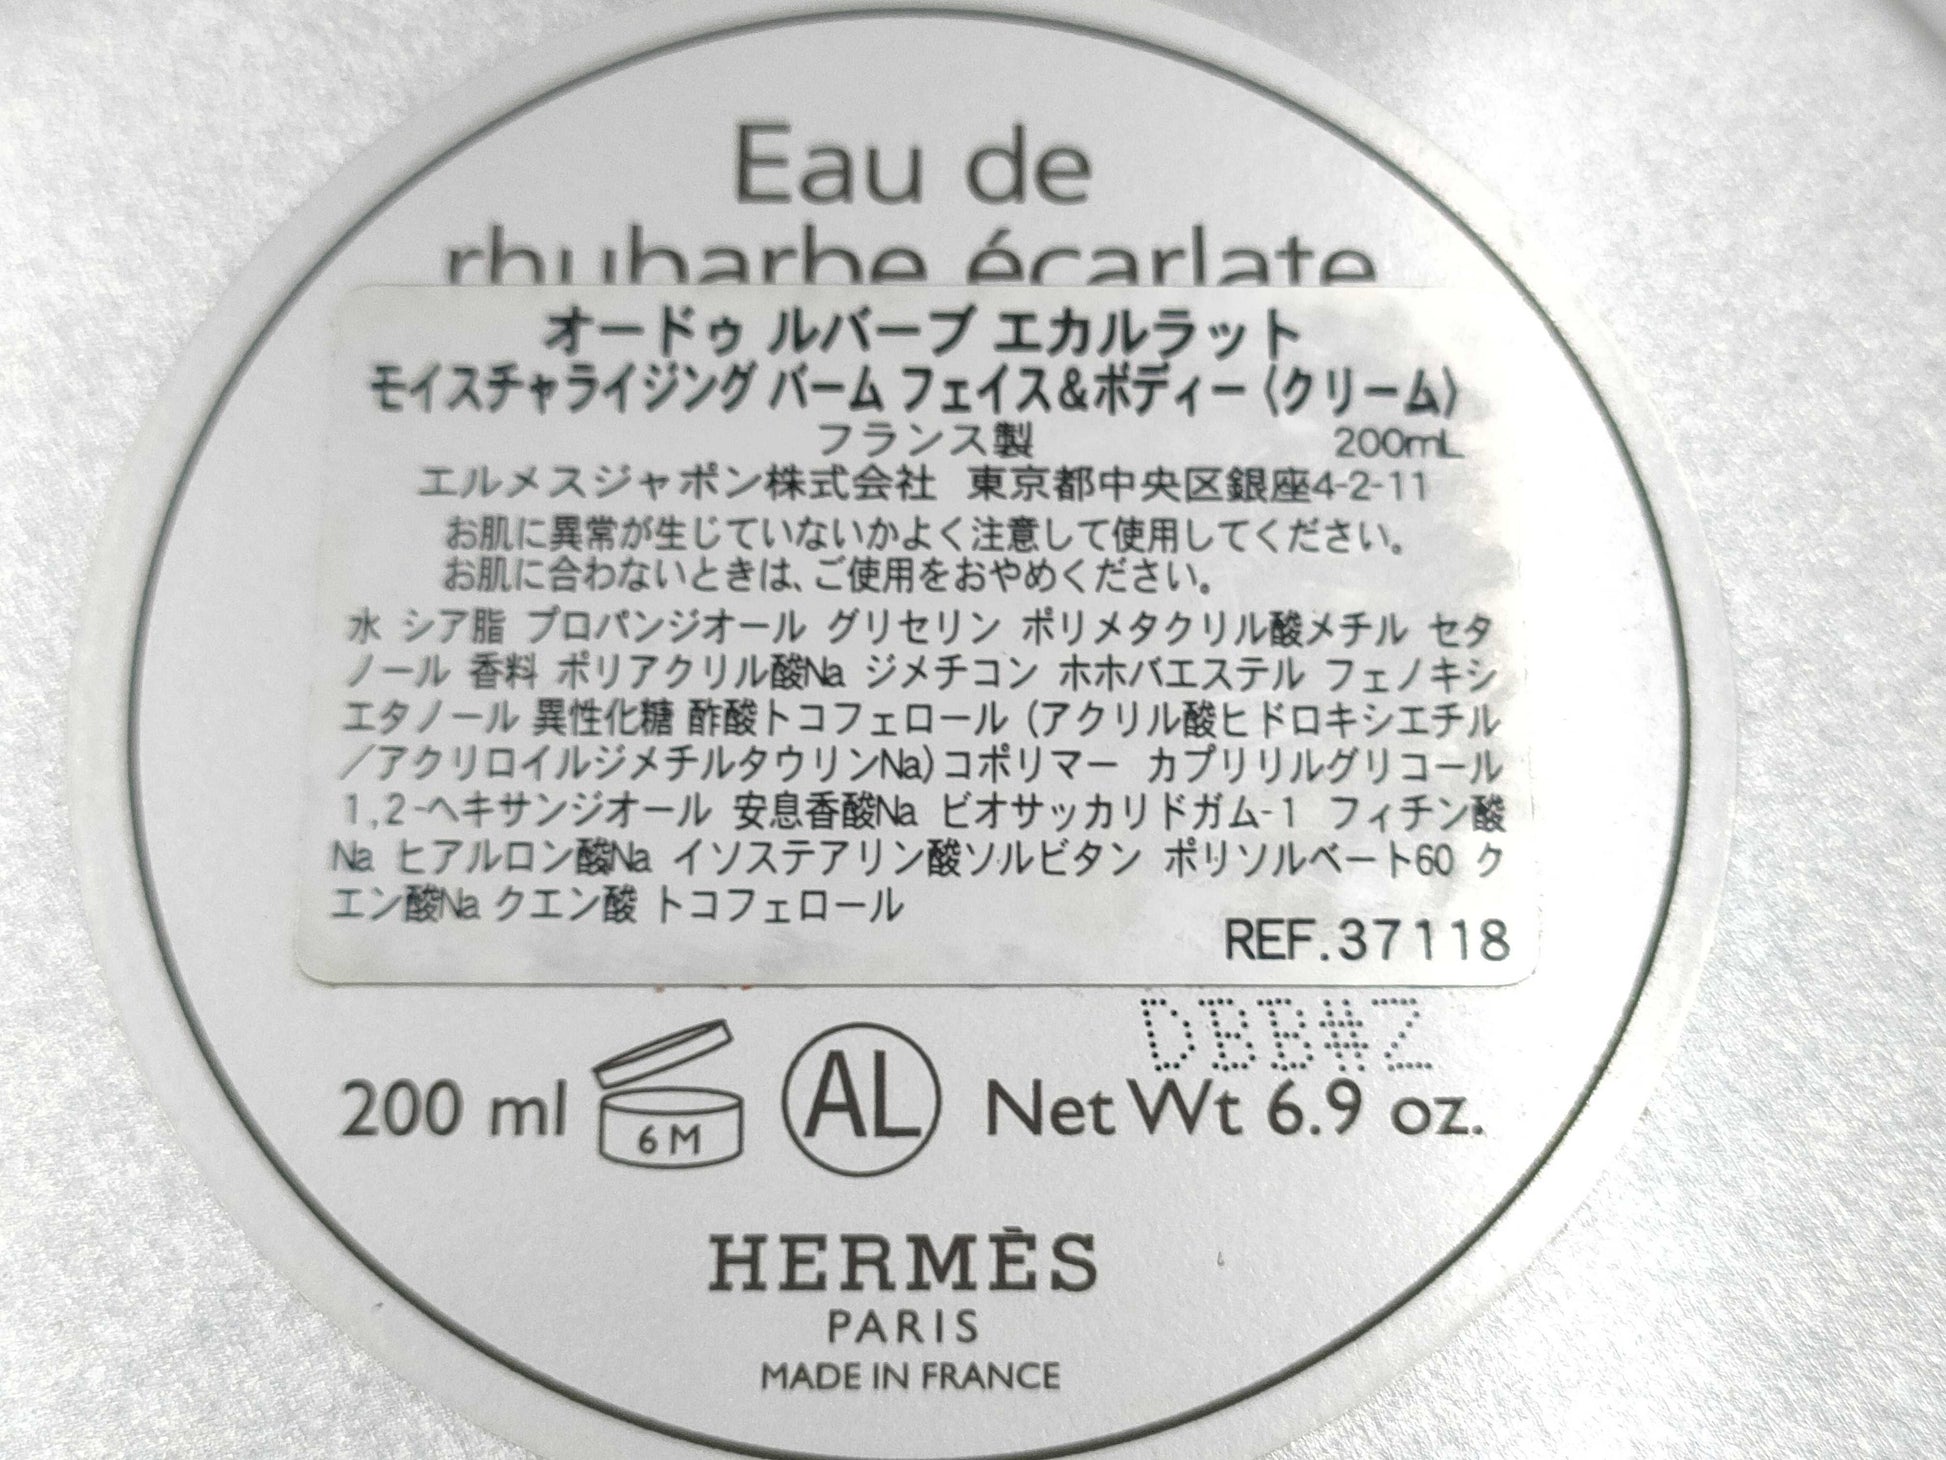 Eau de
rhubarbe écarlate
オードゥ ルバーブ エカルラット
モイスチャライジング バーム フェイス&ボディー〈クリーム〉
フランス製 200mL
エルメスジャポン株式会社 東京都中央区銀座4-2-11
お肌に異常が生じていないかよく注意して使用してください。
お肌に合わないときは、ご使用をおやめください。
水 シア脂 プロパンジオール グリセリン ポリメタクリル酸メチル セタ
ノール 香料 ポリアクリル酸Na ジメチコン ホホバエステル フェノキシ
エタノール 異性化糖 酢酸トコフェロール (アクリル酸ヒドロキシエチル
/アクリロイルジメチルタウリンNa)コポリマー カプリリルグリコール
1,2-ヘキサンジオール 安息香酸Na ビオサッカリドガム-1 フィチン酸
Na ヒアルロン酸Na イソステアリン酸ソルビタン ポリソルベート60 ク
エン酸Na クエン酸 トコフェロール
REF.37118
DBB#Z
200 ml 6M AL Net Wt 6.9 oz.
HERMÈS
PARIS
MADE IN FRANCE